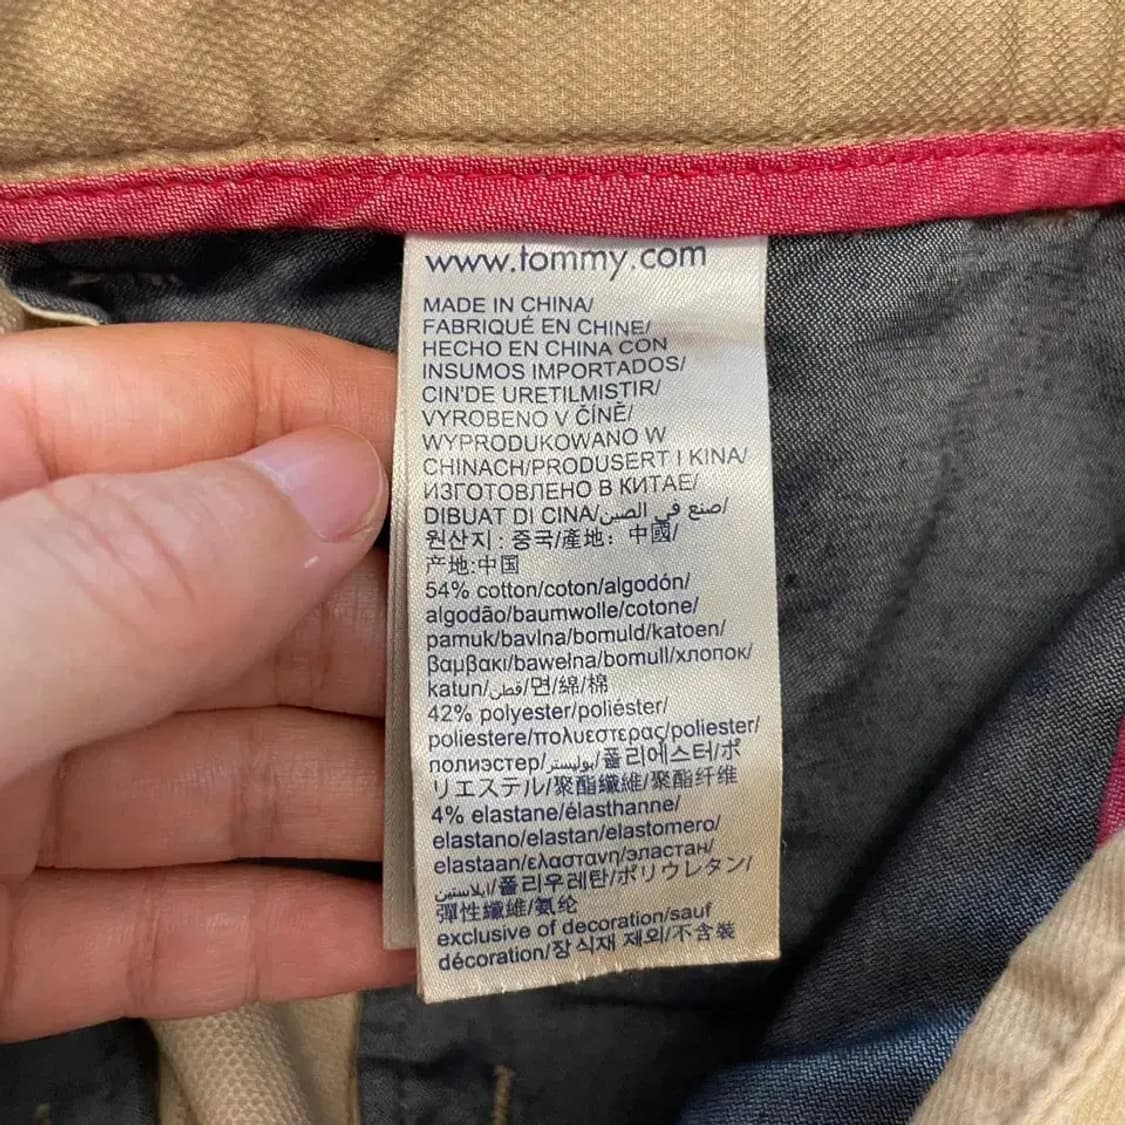 www.tommy.com
MADE IN CHINA/
FABRIQUÉ EN CHINE/
HECHO EN CHINA CON
INSUMOS IMPORTADOS/
CIN'DE URETILMISTIR/
VYROBENO V ČÍNĚ/
WYPRODUKOWANO W
CHINACH/PRODUSERT I KINA/
ИЗГОТОВЛЕНО В КИТАЕ/
DIBUAT DI CINA/صنع في الصين/
원산지 : 중국/產地: 中國/
产地:中国
54% cotton/coton/algodón/
algodão/baumwolle/cotone/
pamuk/bavlna/bomuld/katoen/
βαμβακι/bawełna/bomull/хлопок/
katun/قطن/면/綿/棉
42% polyester/poliéster/
poliestere/πολυεστερας/poliester/
полиэстер/بوليستر/폴리에스터/ポ
リエステル/聚酯纖維/聚酯纤维
4% elastane/élasthanne/
elastano/elastan/elastomero/
elastaan/ελαστανη/эластан/
ايلاستين/폴리우레탄/ポリウレタン/
彈性纖維/氨纶
exclusive of decoration/sauf
décoration/장식재 제외/不含裝